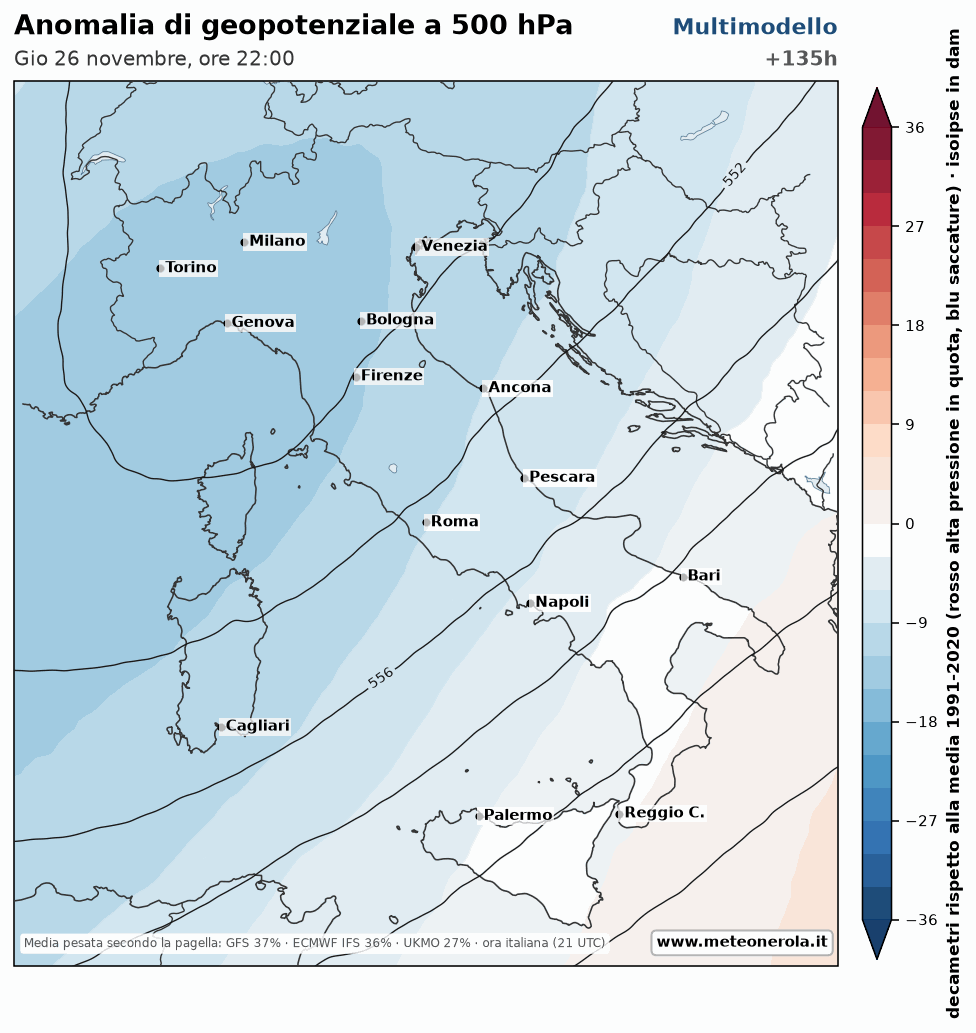 Anomalia di geopotenziale a 500 hPa
Multimodello
Gio 26 novembre, ore 22:00
+135h
552
Milano
Venezia
Torino
Genova
Bologna
Firenze
Ancona
Pescara
Roma
Bari
Napoli
556
Cagliari
Palermo
Reggio C.
Media pesata secondo la pagella: GFS 37% · ECMWF IFS 36% · UKMO 27% · ora italiana (21 UTC)
www.meteonerola.it
36
27
18
9
0
−9
−18
−27
−36
decametri rispetto alla media 1991-2020 (rosso alta pressione in quota, blu saccature) · isoipse in dam